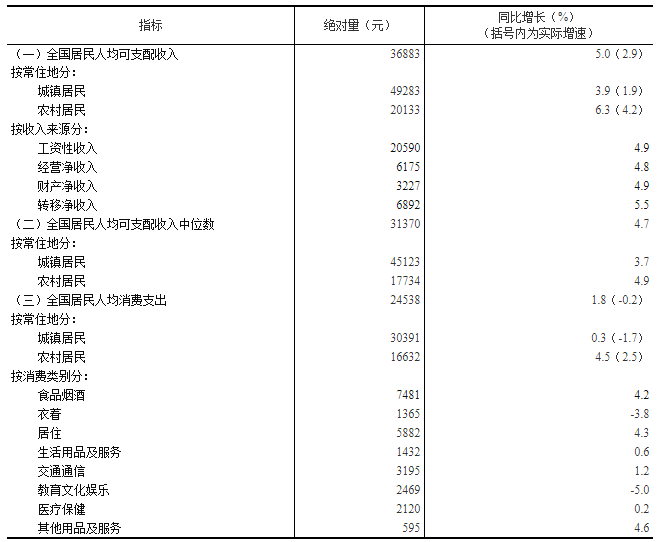 指标 绝对量（元） 同比增长（%）
（括号内为实际增速）
（一）全国居民人均可支配收入 36883 5.0（2.9）
按常住地分：
城镇居民 49283 3.9（1.9）
农村居民 20133 6.3（4.2）
按收入来源分：
工资性收入 20590 4.9
经营净收入 6175 4.8
财产净收入 3227 4.9
转移净收入 6892 5.5
（二）全国居民人均可支配收入中位数 31370 4.7
按常住地分：
城镇居民 45123 3.7
农村居民 17734 4.9
（三）全国居民人均消费支出 24538 1.8（-0.2）
按常住地分：
城镇居民 30391 0.3（-1.7）
农村居民 16632 4.5（2.5）
按消费类别分：
食品烟酒 7481 4.2
衣着 1365 -3.8
居住 5882 4.3
生活用品及服务 1432 0.6
交通通信 3195 1.2
教育文化娱乐 2469 -5.0
医疗保健 2120 0.2
其他用品及服务 595 4.6